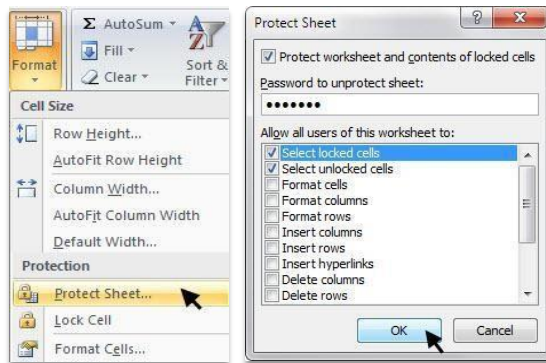 Format
Σ AutoSum
Fill
Clear
A
Z
Sort &
Filter
Cell Size
Row Height...
AutoFit Row Height
Column Width...
AutoFit Column Width
Default Width...
Protection
Protect Sheet...
Lock Cell
Format Cells...
Protect Sheet
?
X
Protect worksheet and contents of locked cells
Password to unprotect sheet:
•••••••
Allow all users of this worksheet to:
Select locked cells
Select unlocked cells
Format cells
Format columns
Format rows
Insert columns
Insert rows
Insert hyperlinks
Delete columns
Delete rows
OK
Cancel